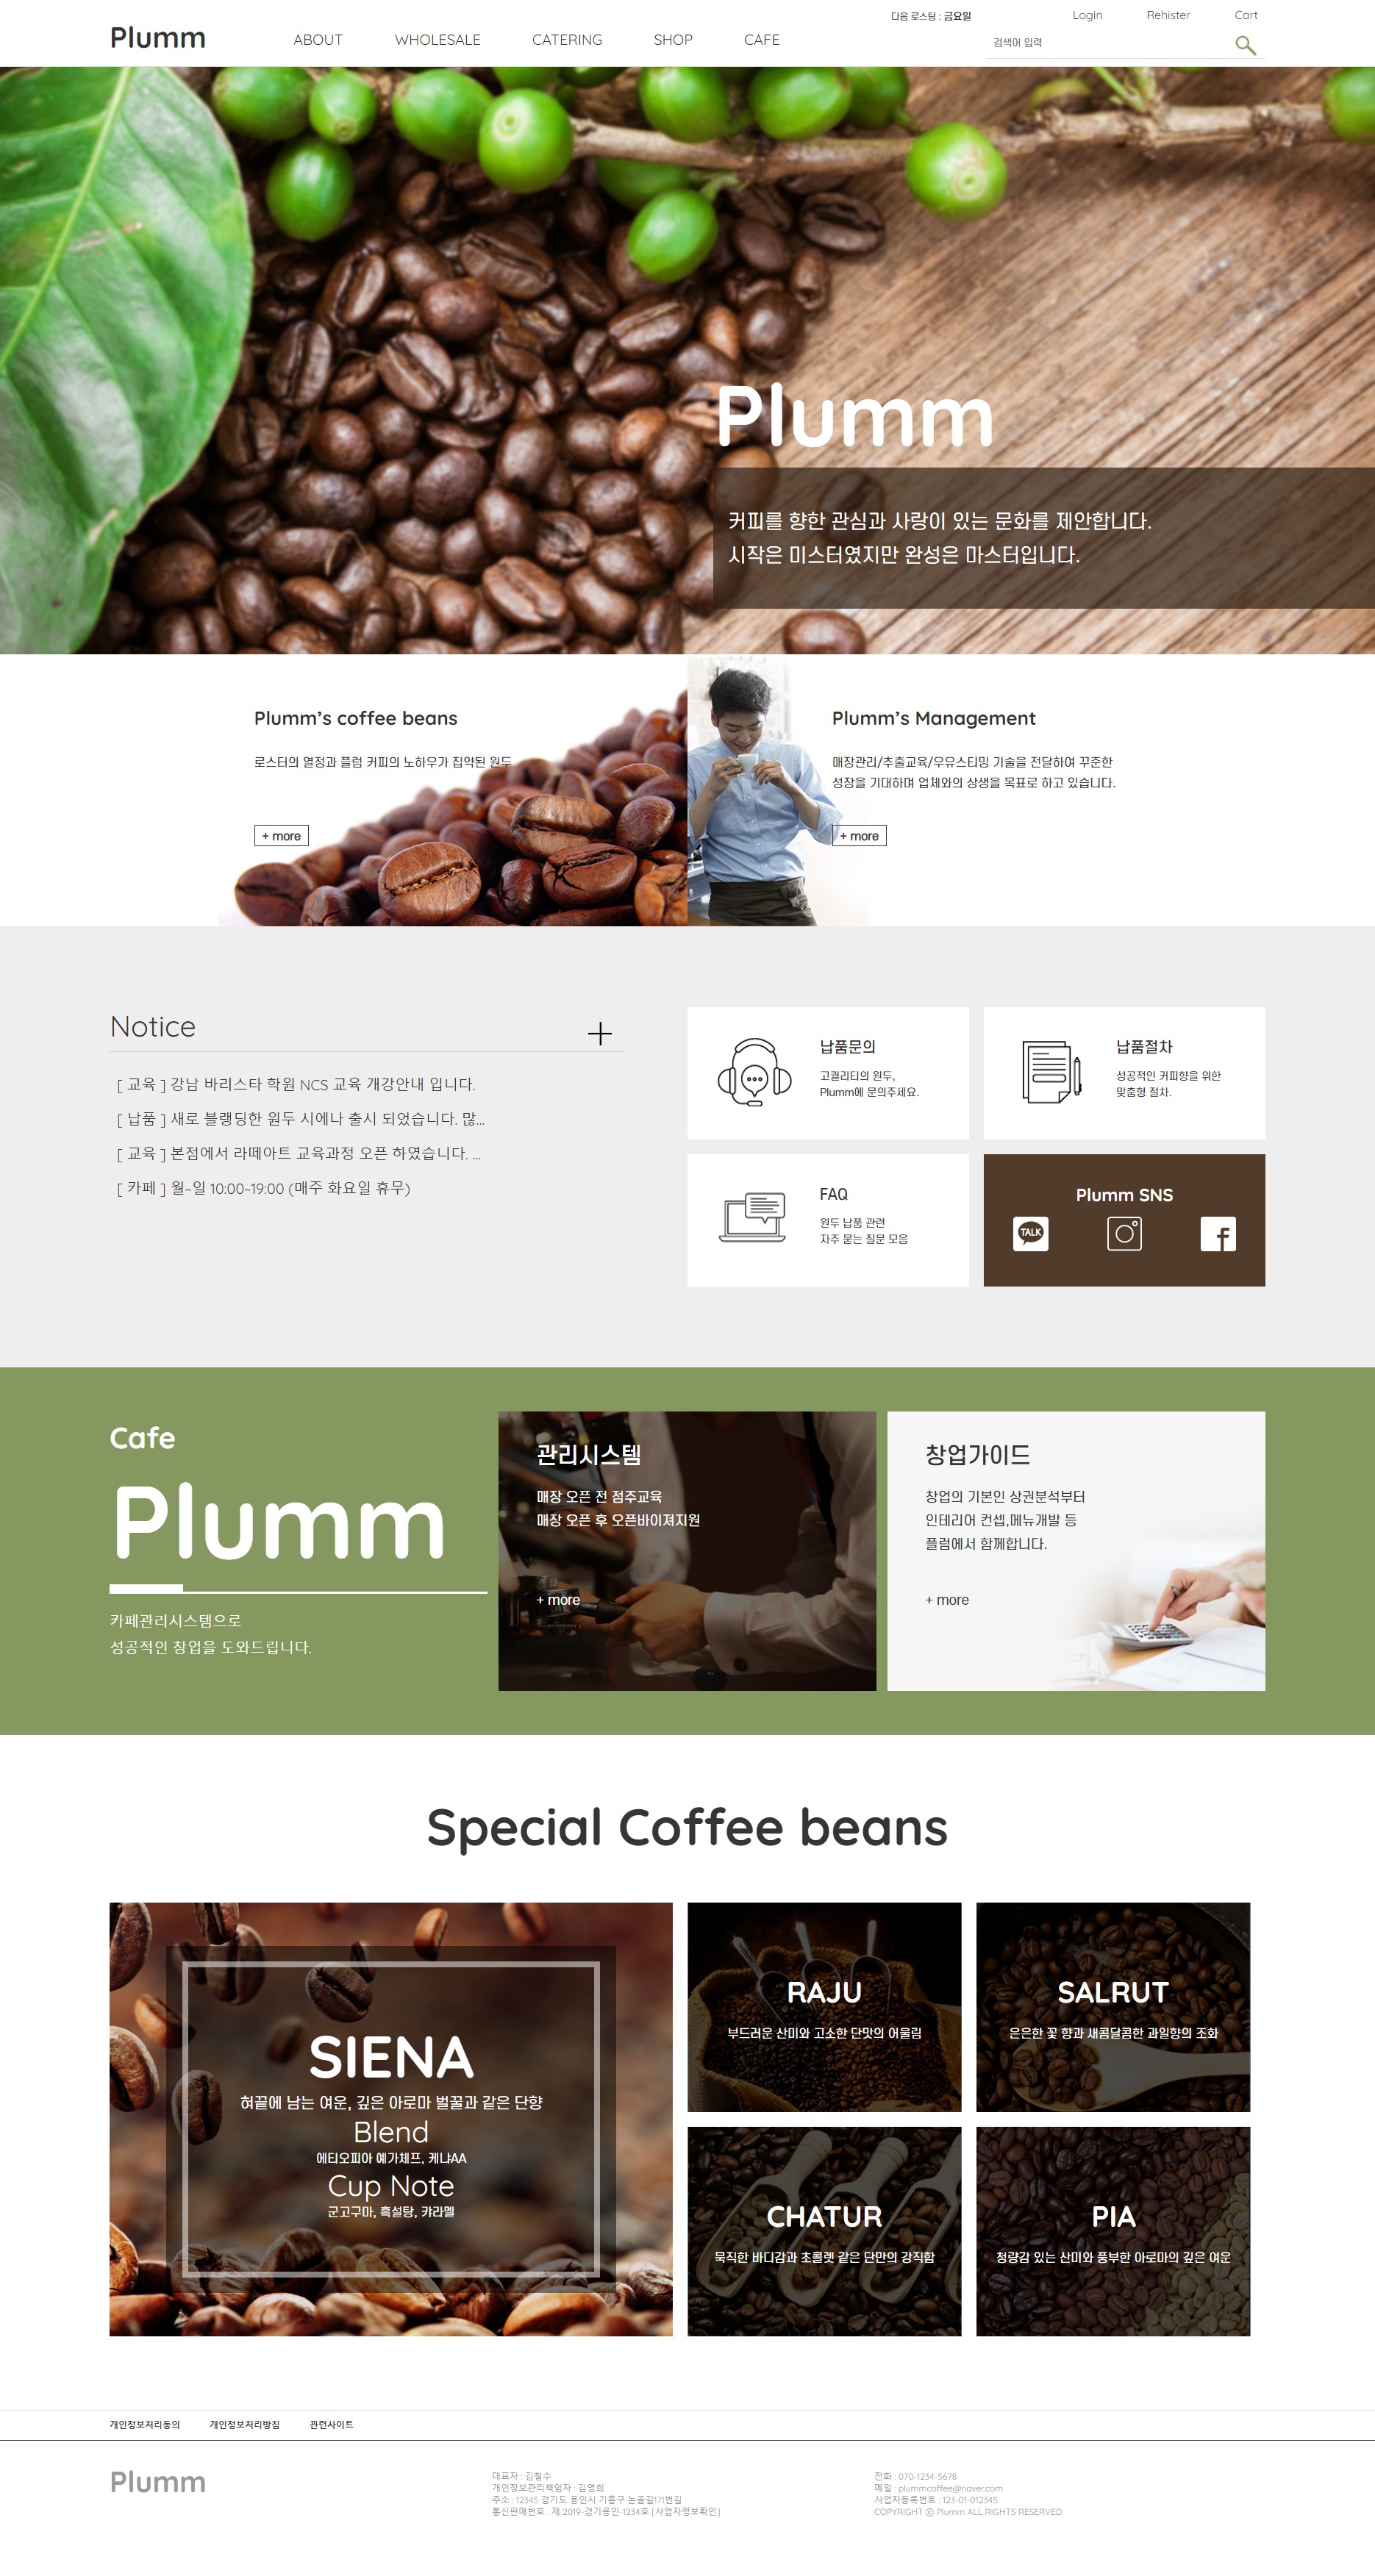 다음 로스팅 : 금요일
Login
Rehister
Cart
Plumm
ABOUT
WHOLESALE
CATERING
SHOP
CAFE
검색어 입력
Plumm
커피를 향한 관심과 사랑이 있는 문화를 제안합니다.
시작은 미스터였지만 완성은 마스터입니다.
Plumm’s coffee beans
로스터의 열정과 플럼 커피의 노하우가 집약된 원두
+ more
Plumm’s Management
매장관리/추출교육/우유스티밍 기술을 전달하여 꾸준한
성장을 기대하며 업체와의 상생을 목표로 하고 있습니다.
+ more
Notice
[ 교육 ] 강남 바리스타 학원 NCS 교육 개강안내 입니다.
[ 납품 ] 새로 블랭딩한 원두 시에나 출시 되었습니다. 많...
[ 교육 ] 본점에서 라떼아트 교육과정 오픈 하였습니다. ...
[ 카페 ] 월~일 10:00~19:00 (매주 화요일 휴무)
납품문의
고퀄리티의 원두,
Plumm에 문의주세요.
납품절차
성공적인 커피향을 위한
맞춤형 절차.
FAQ
원두 납품 관련
자주 묻는 질문 모음
Plumm SNS
TALK
Cafe
Plumm
카페관리시스템으로
성공적인 창업을 도와드립니다.
관리시스템
매장 오픈 전 점주교육
매장 오픈 후 오픈바이져지원
+ more
창업가이드
창업의 기본인 상권분석부터
인테리어 컨셉,메뉴개발 등
플럼에서 함께합니다.
+ more
Special Coffee beans
SIENA
혀끝에 남는 여운, 깊은 아로마 벌꿀과 같은 단향
Blend
에티오피아 예가체프, 케냐AA
Cup Note
군고구마, 흑설탕, 카라멜
RAJU
부드러운 산미와 고소한 단맛의 어울림
SALRUT
은은한 꽃 향과 새콤달콤한 과일향의 조화
CHATUR
묵직한 바디감과 초콜렛 같은 단만의 강직함
PIA
청량감 있는 산미와 풍부한 아로마의 깊은 여운
개인정보처리동의
개인정보처리방침
관련사이트
Plumm
대표자 : 김철수
개인정보관리책임자 : 김영희
주소 : 12345 경기도 용인시 기흥구 논골길171번길
통신판매번호 : 제 2019-경기용인-1234호 [사업자정보확인]
전화 : 070-1234-5678
메일 : plummcoffee@naver.com
사업자등록번호 : 123-01-012345
COPYRIGHT ⓒ Plumm ALL RIGHTS RESERVED